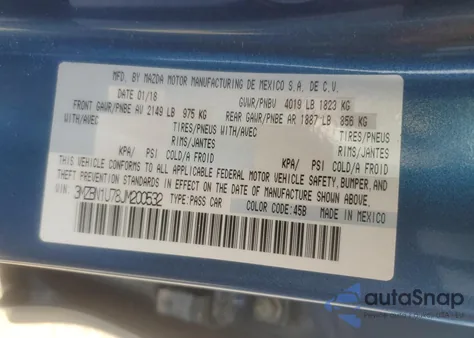 MFD. BY MAZDA MOTOR MANUFACTURING DE MEXICO S.A. DE C.V.
DATE 01/18 GVWR/PNBV 4019 LB 1823 KG
FRONT GAWR/PNBE AV 2149 LB 975 KG REAR GAWR/PNBE AR 1887 LB 856 KG
WITH/AVEC TIRES/PNEUS WITH/AVEC TIRES/PNEUS
KPA/ PSI COLD/A FROID KPA/ PSI COLD/A FROID
THIS VEHICLE CONFORMS TO ALL APPLICABLE FEDERAL MOTOR VEHICLE SAFETY, BUMPER, AND
THEFT PREVENTION STANDARDS IN EFFECT ON THE DATE OF MANUFACTURE SHOWN ABOVE.
VIN: 3MZBN1U78JM200532 TYPE:PASS CAR
COLOR CODE:45B MADE IN MEXICO
autoSnap